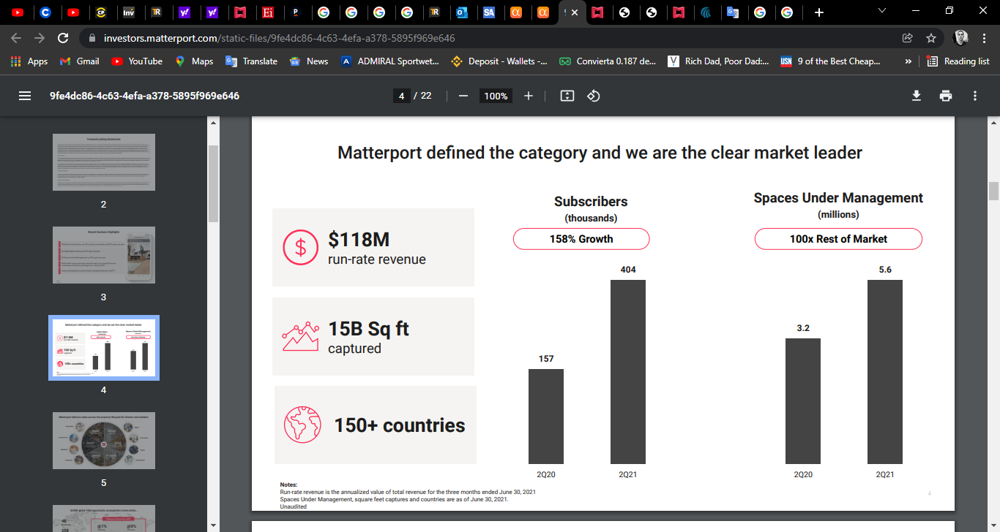 investors.matterport.com/static-files/9fe4dc86-4c63-4efa-a378-5895f969e646
Apps
Gmail
YouTube
Maps
Translate
News
ADMIRAL Sportwet...
Deposit - Wallets -...
Convierta 0.187 de...
Rich Dad, Poor Dad:...
9 of the Best Cheap...
»
Reading list
9fe4dc86-4c63-4efa-a378-5895f969e646
4 / 22
100%
Forward-Looking Statements
2
Recent Business Highlights
3
4
5
Matterport defined the category and we are the clear market leader
$118M
run-rate revenue
15B Sq ft
captured
150+ countries
Subscribers
(thousands)
158% Growth
157
404
2Q20
2Q21
Spaces Under Management
(millions)
100x Rest of Market
3.2
5.6
2Q20
2Q21
Notes:
Run-rate revenue is the annualized value of total revenue for the three months ended June 30, 2021
Spaces Under Management, square feet captures and countries are as of June 30, 2021.
Unaudited
4